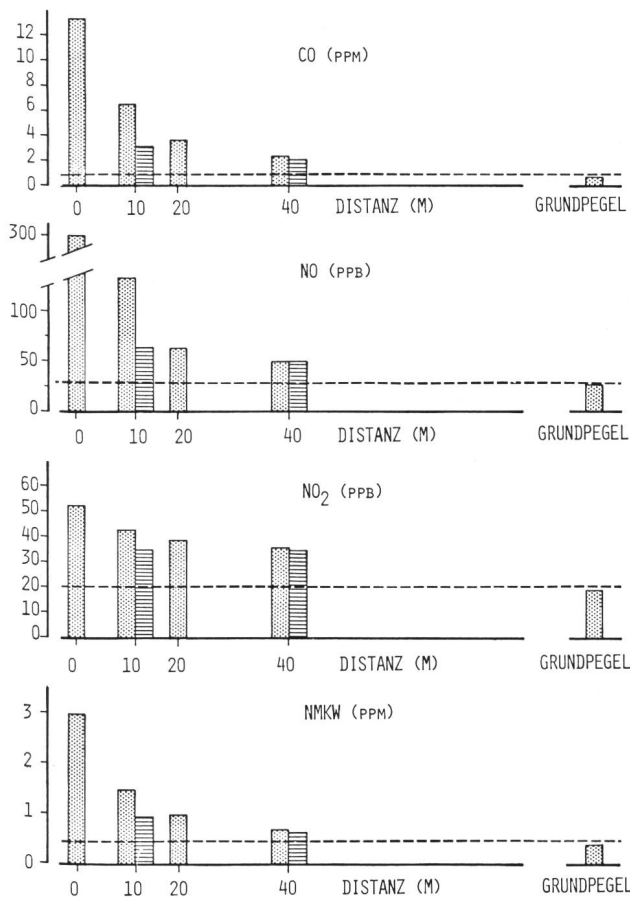 CO (PPM)
12
10
8
6
4
2
0
0 10 20 40 DISTANZ (M) GRUNDPEGEL
NO (PPB)
300
100
50
0
0 10 20 40 DISTANZ (M) GRUNDPEGEL
NO₂ (PPB)
60
50
40
30
20
10
0
0 10 20 40 DISTANZ (M) GRUNDPEGEL
NMKW (PPM)
3
2
1
0
0 10 20 40 DISTANZ (M) GRUNDPEGEL